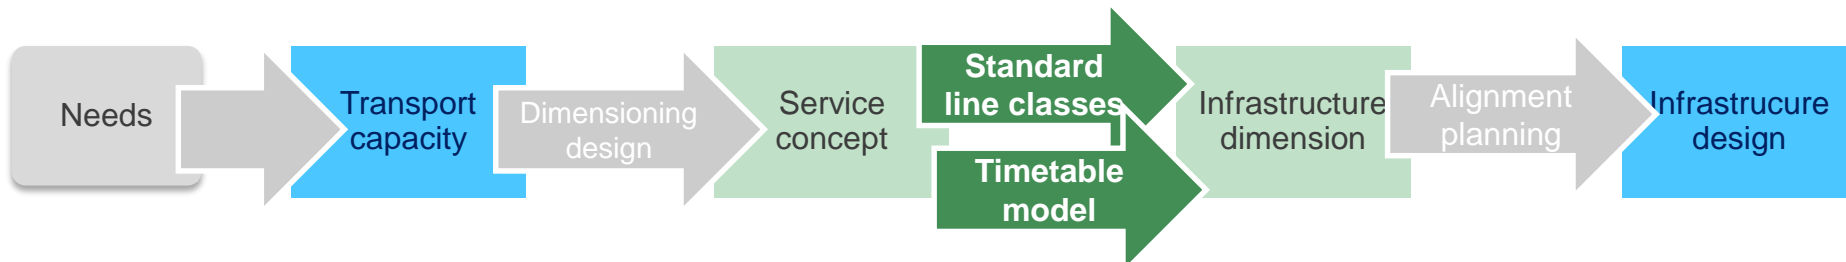 Needs
Transport
capacity
Dimensioning
design
Service
concept
Standard
line classes
Timetable
model
Infrastructure
dimension
Alignment
planning
Infrastrucure
design